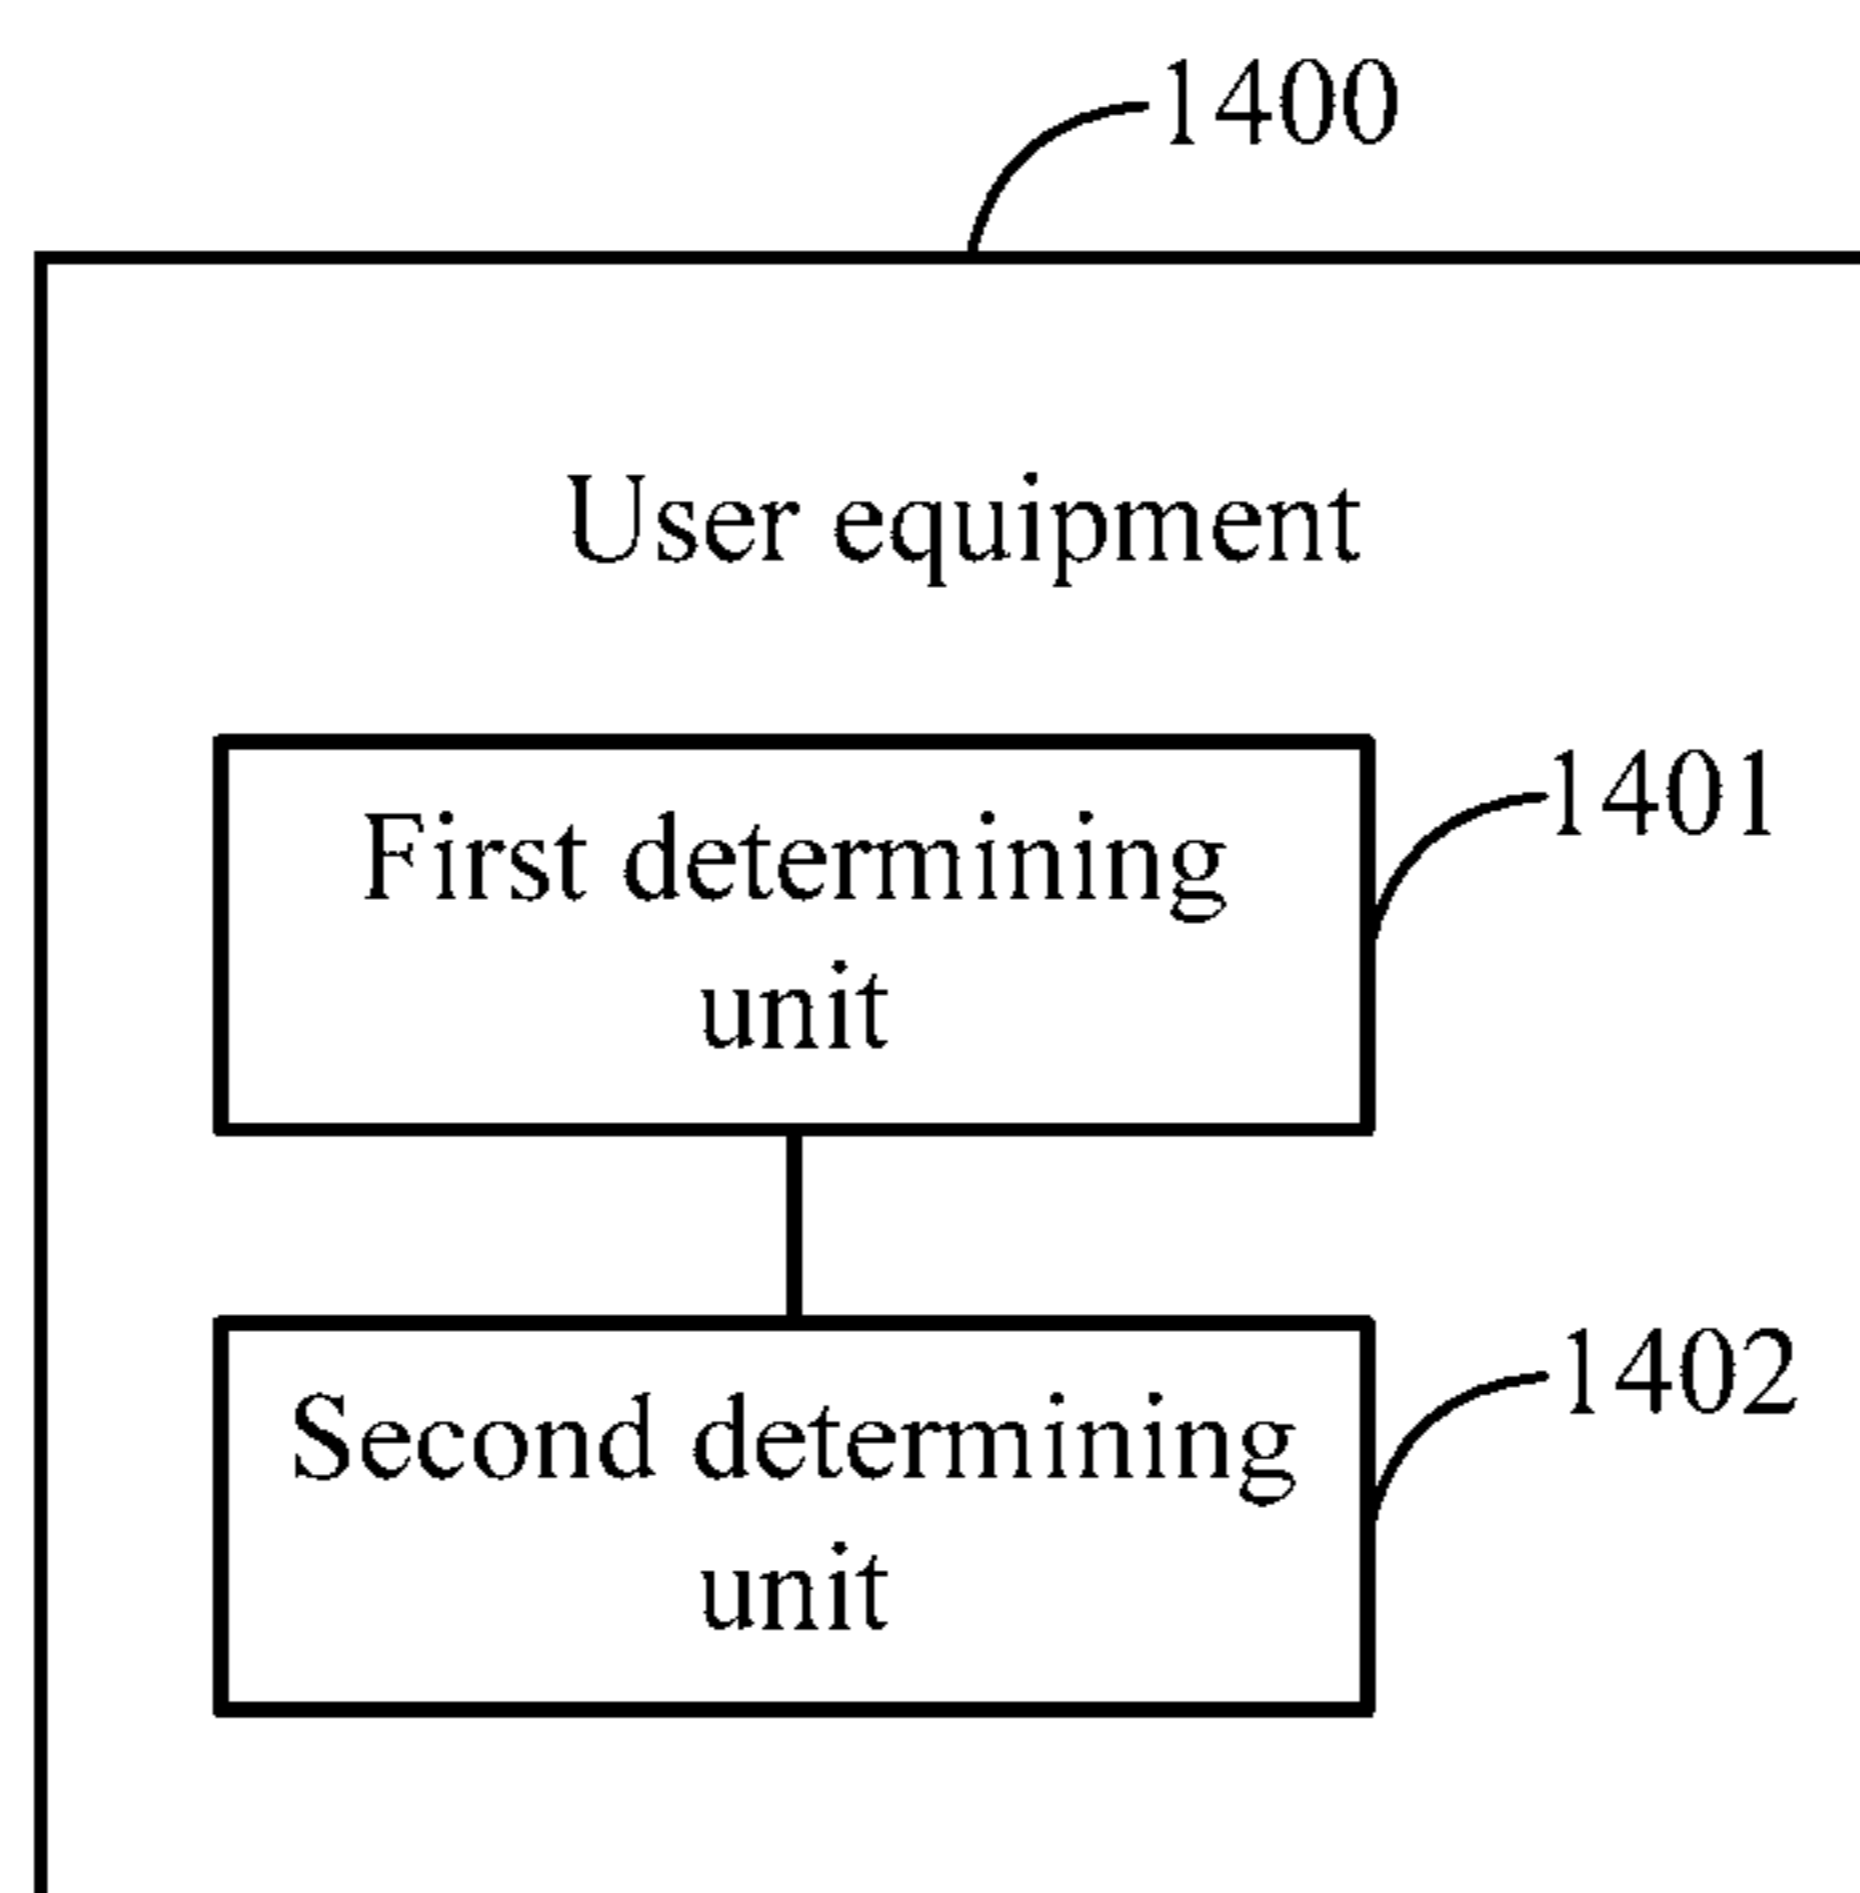 1400
User equipment
1401
First determining
unit
1402
Second determining
unit